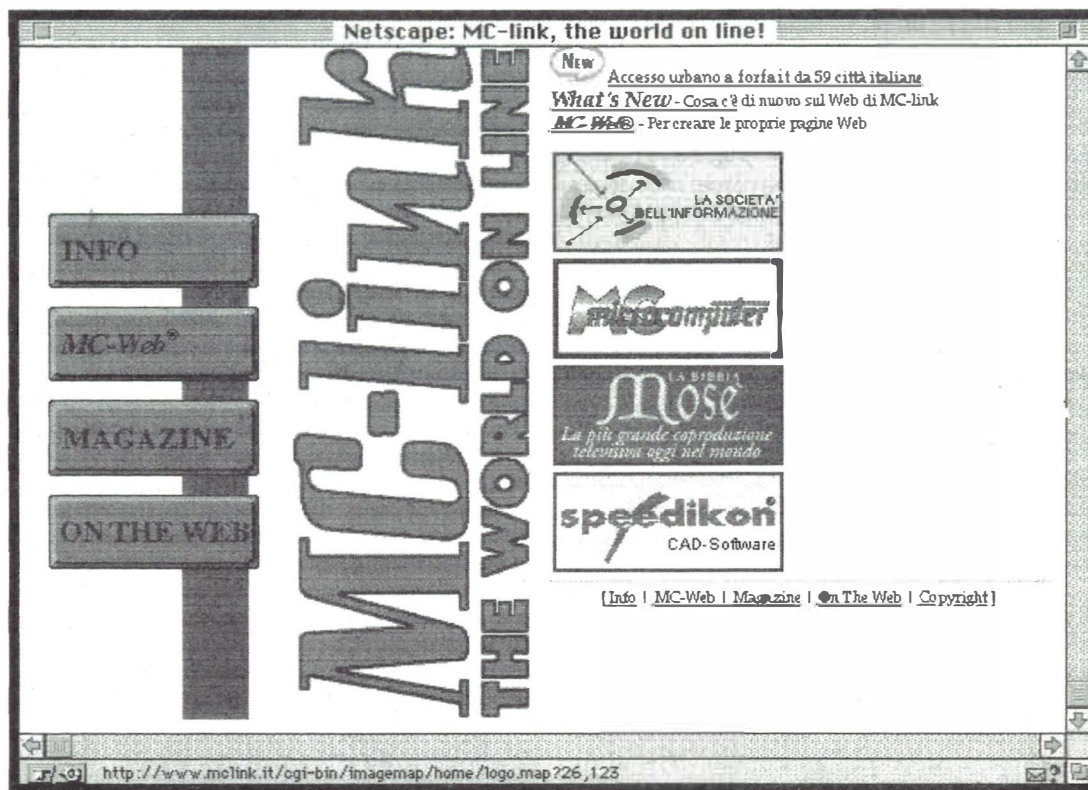 Netscape: MC-link, the world on line!
INFO
MC-Web®
MAGAZINE
ON THE WEB
MC-link
THE WORLD ON LINE
NEW
Accesso urbano a forfait da 59 città italiane
What's New - Cosa c'è di nuovo sul Web di MC-link
MC- - Per creare le proprie pagine Web
LA SOCIETA'
DELL'INFORMAZIONE
MC microcomputer
LA BIBBIA
Mosè
La più grande coproduzione
televisiva oggi nel mondo
speedikon®
CAD-Software
[Info | MC-Web | Magazine | On The Web | Copyright]
http://www.mclink.it/cgi-bin/imagemap/home/logo.map?26,123